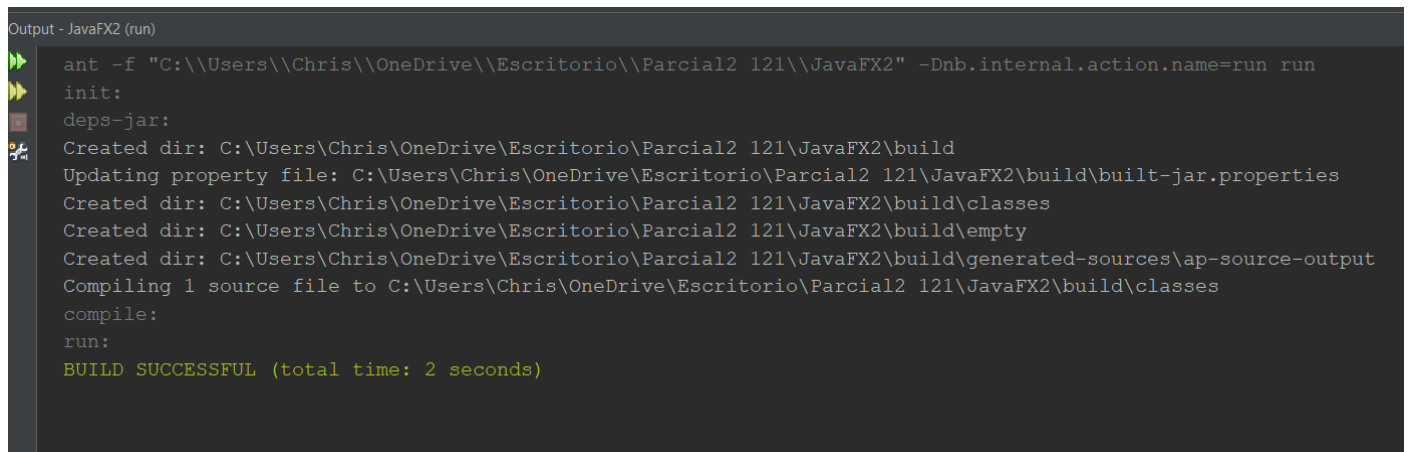 Output - JavaFX2 (run)
ant -f "C:\\Users\\Chris\\OneDrive\\Escritorio\\Parcial2 121\\JavaFX2" -Dnb.internal.action.name=run run
init:
deps-jar:
Created dir: C:\Users\Chris\OneDrive\Escritorio\Parcial2 121\JavaFX2\build
Updating property file: C:\Users\Chris\OneDrive\Escritorio\Parcial2 121\JavaFX2\build\built-jar.properties
Created dir: C:\Users\Chris\OneDrive\Escritorio\Parcial2 121\JavaFX2\build\classes
Created dir: C:\Users\Chris\OneDrive\Escritorio\Parcial2 121\JavaFX2\build\empty
Created dir: C:\Users\Chris\OneDrive\Escritorio\Parcial2 121\JavaFX2\build\generated-sources\ap-source-output
Compiling 1 source file to C:\Users\Chris\OneDrive\Escritorio\Parcial2 121\JavaFX2\build\classes
compile:
run:
BUILD SUCCESSFUL (total time: 2 seconds)